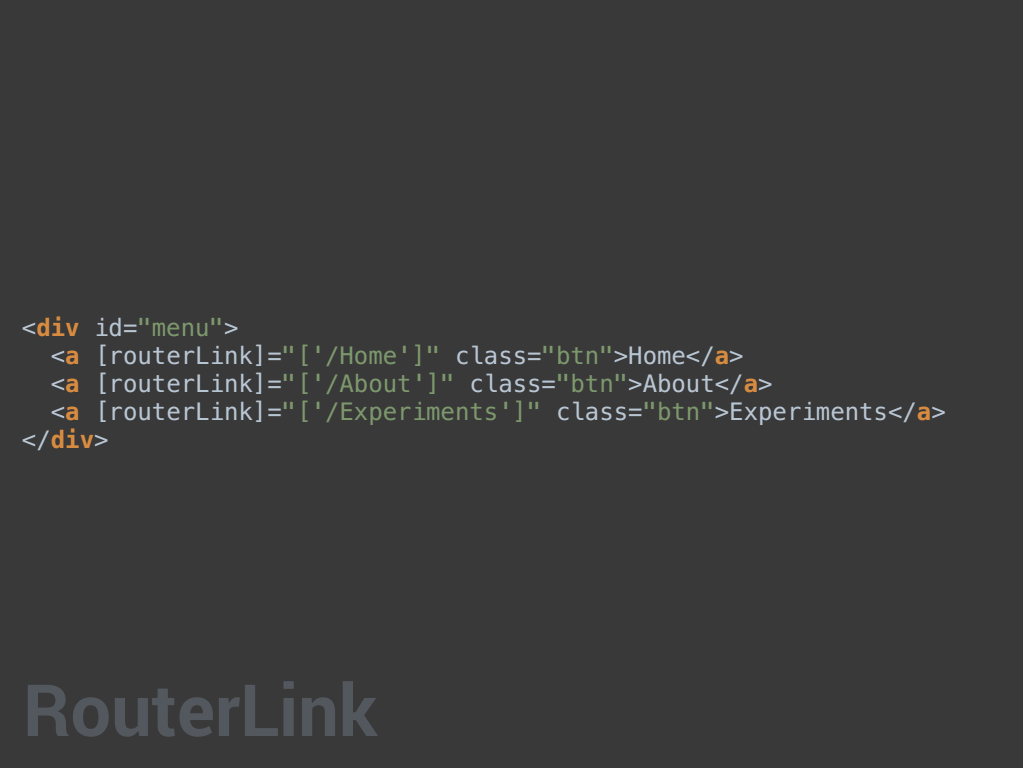 <div id="menu">
  <a [routerLink]="['/Home']" class="btn">Home</a>
  <a [routerLink]="['/About']" class="btn">About</a>
  <a [routerLink]="['/Experiments']" class="btn">Experiments</a>
</div>
RouterLink